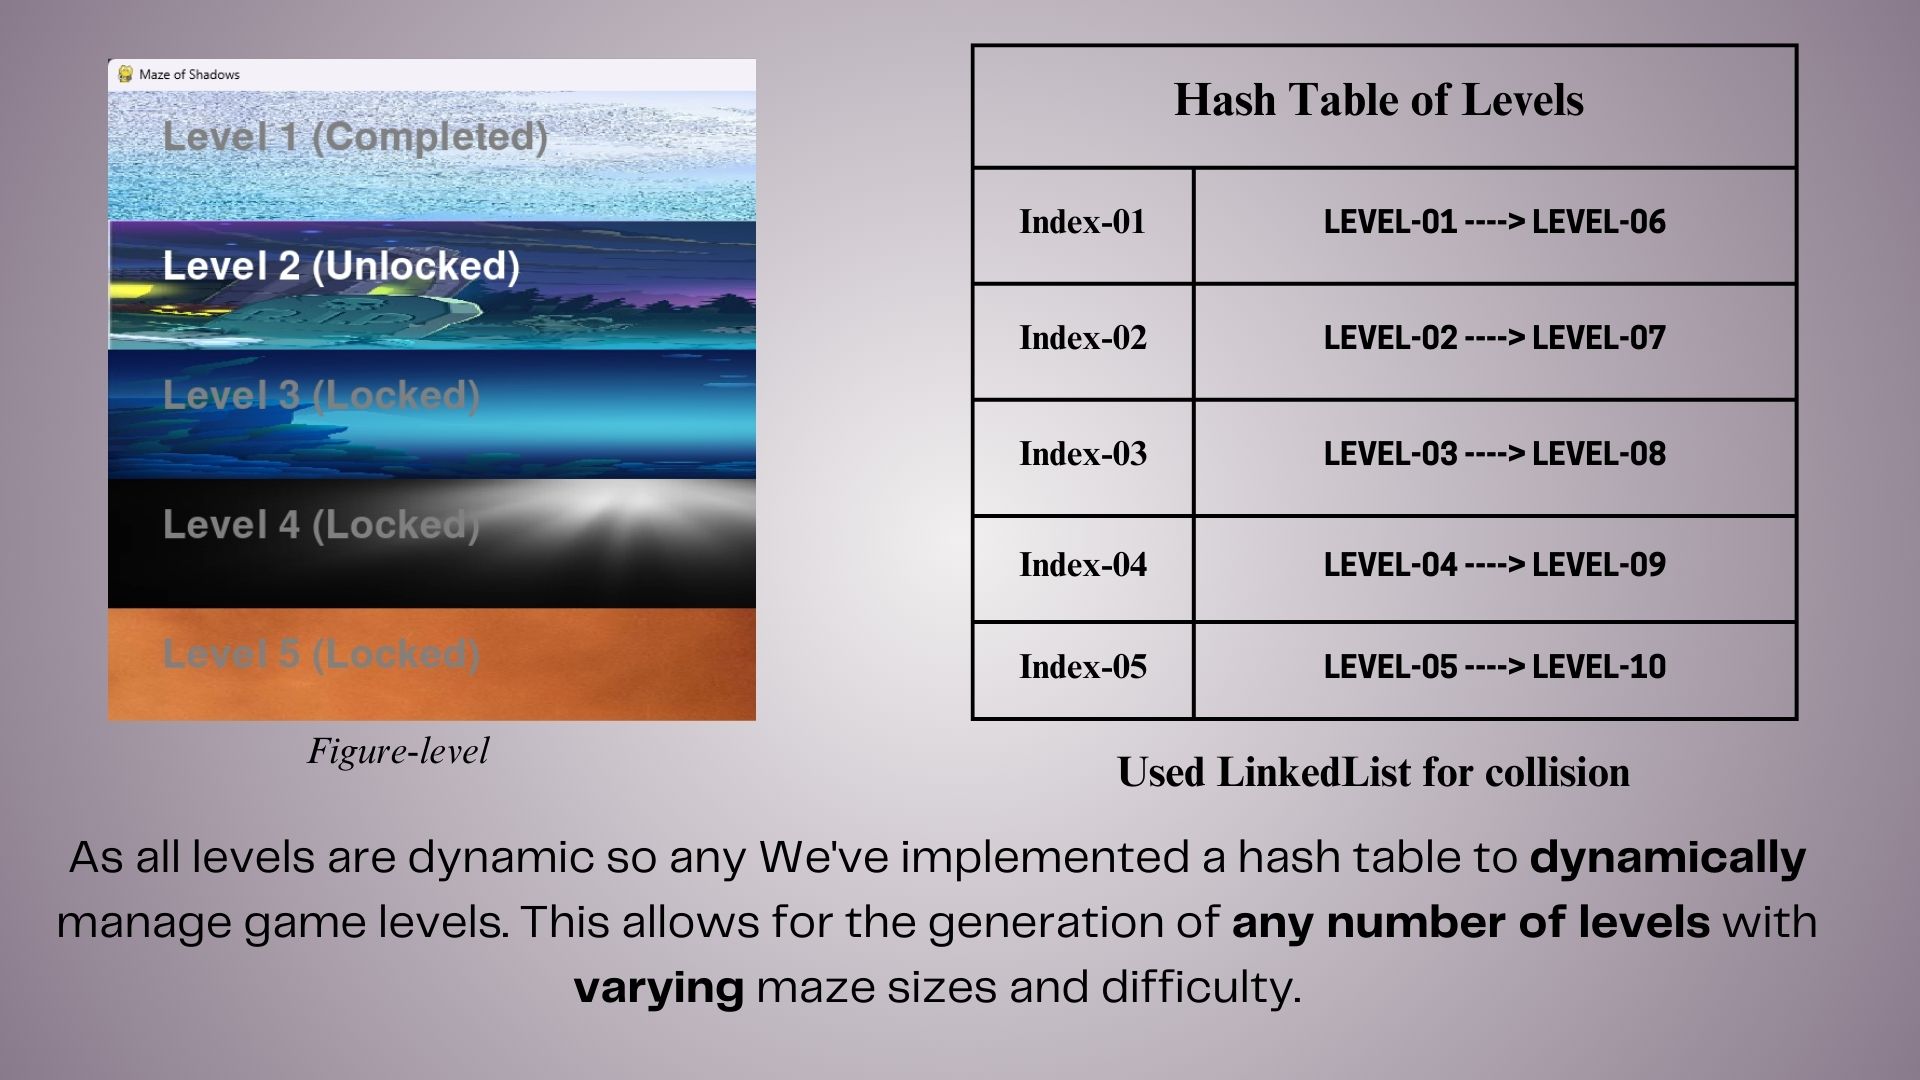 Maze of Shadows
Level 1 (Completed)
Level 2 (Unlocked)
R.I.P
Level 3 (Locked)
Level 4 (Locked)
Level 5 (Locked)
Figure-level
Hash Table of Levels
Index-01 LEVEL-01 ----> LEVEL-06
Index-02 LEVEL-02 ----> LEVEL-07
Index-03 LEVEL-03 ----> LEVEL-08
Index-04 LEVEL-04 ----> LEVEL-09
Index-05 LEVEL-05 ----> LEVEL-10
Used LinkedList for collision
As all levels are dynamic so any We've implemented a hash table to dynamically
manage game levels. This allows for the generation of any number of levels with
varying maze sizes and difficulty.